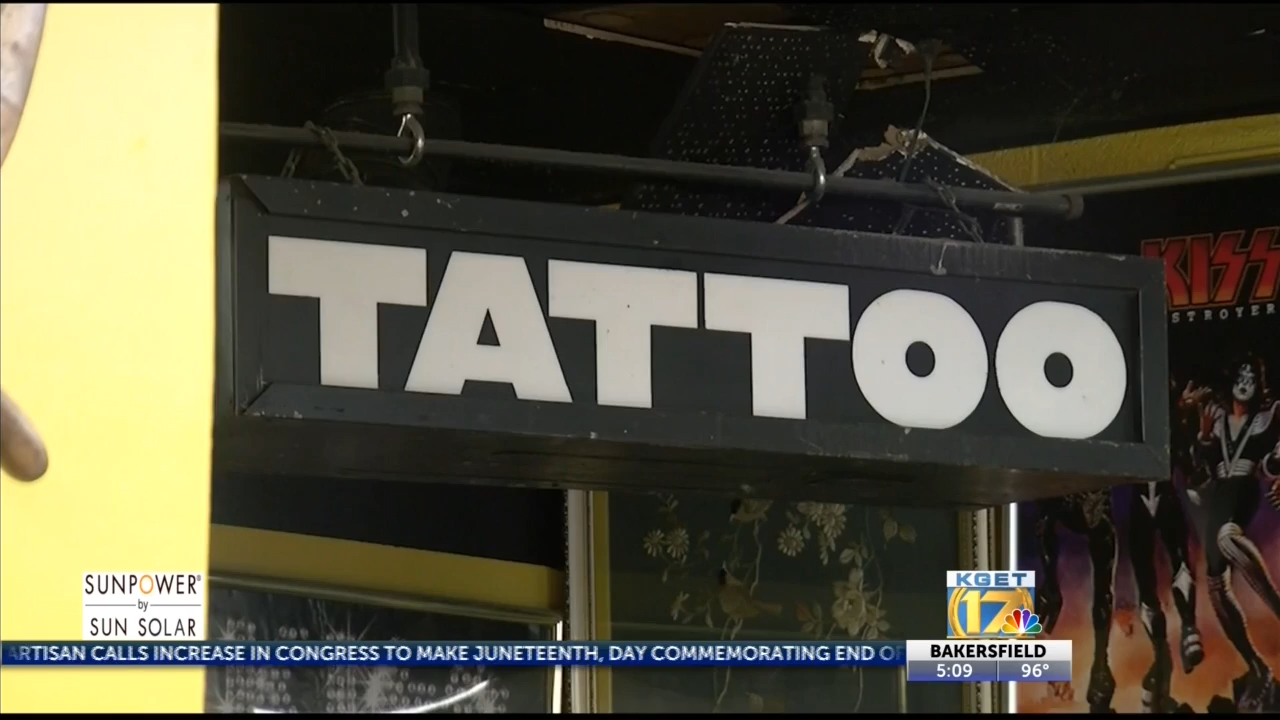 TATTOO
KISS
STROYER
SUNPOWER®
by
SUN SOLAR
KGET
17
ARTISAN CALLS INCREASE IN CONGRESS TO MAKE JUNETEENTH, DAY COMMEMORATING END OF
BAKERSFIELD
5:09 96°